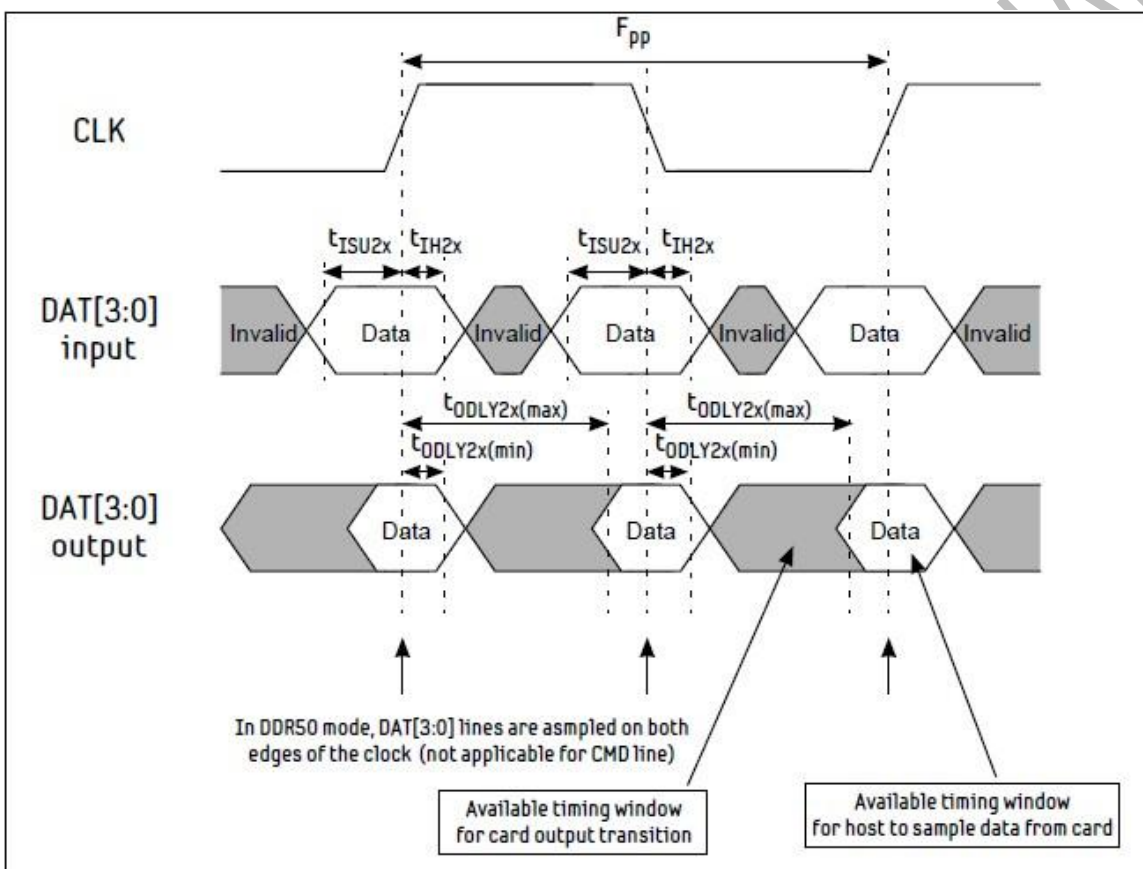 Fpp
CLK
tISU2x tIH2x tISU2x tIH2x
DAT[3:0]
input
Invalid Data Invalid Data Invalid Data Invalid
tODLY2x(max) tODLY2x(max)
tODLY2x(min) tODLY2x(min)
DAT[3:0]
output
Data Data Data
In DDR50 mode, DAT[3:0] lines are asmpled on both
edges of the clock (not applicable for CMD line)
Available timing window
for card output transition
Available timing window
for host to sample data from card